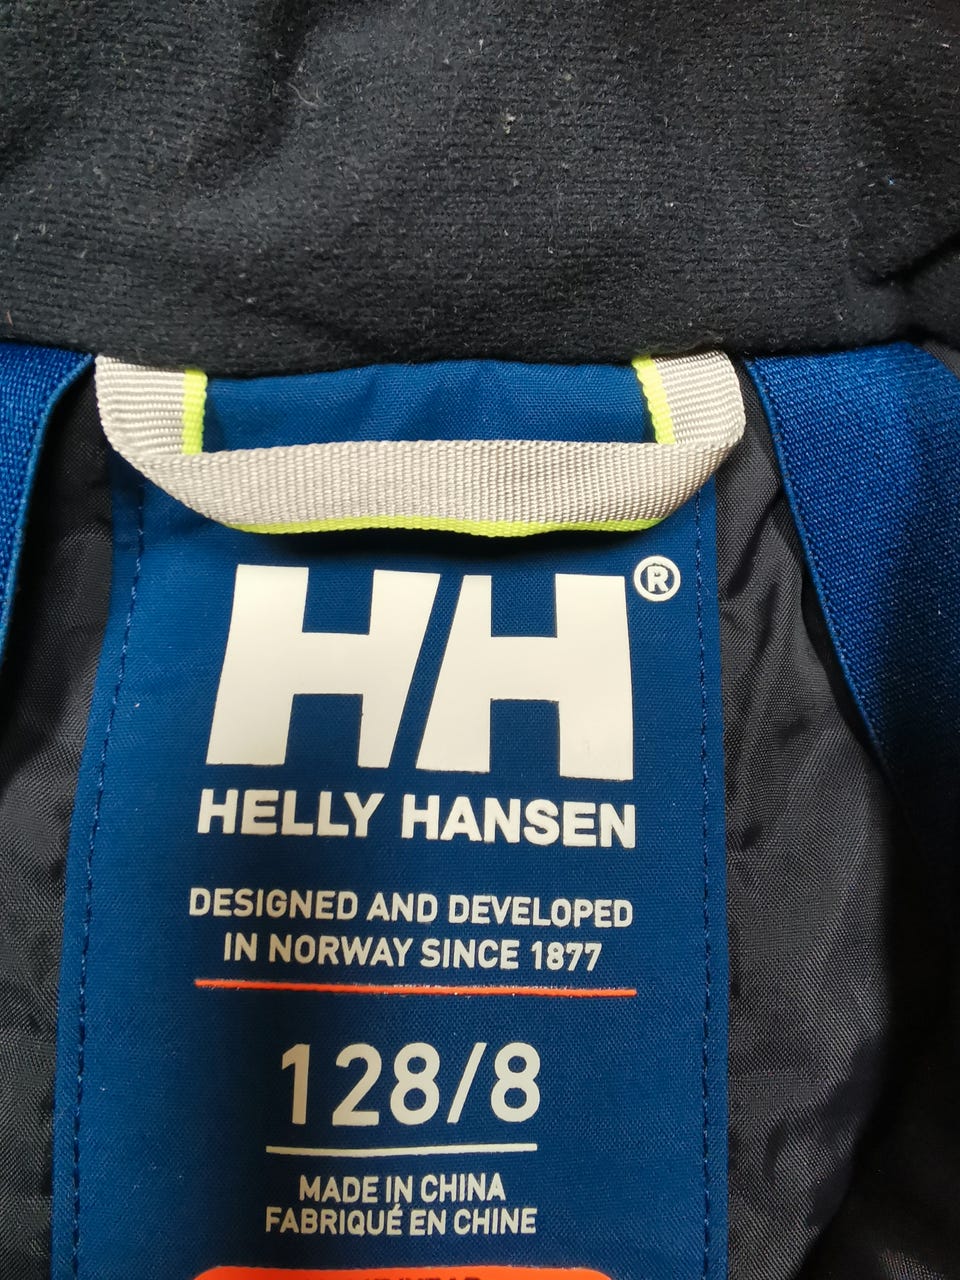 HH®
HELLY HANSEN
DESIGNED AND DEVELOPED
IN NORWAY SINCE 1877
128/8
MADE IN CHINA
FABRIQUÉ EN CHINE